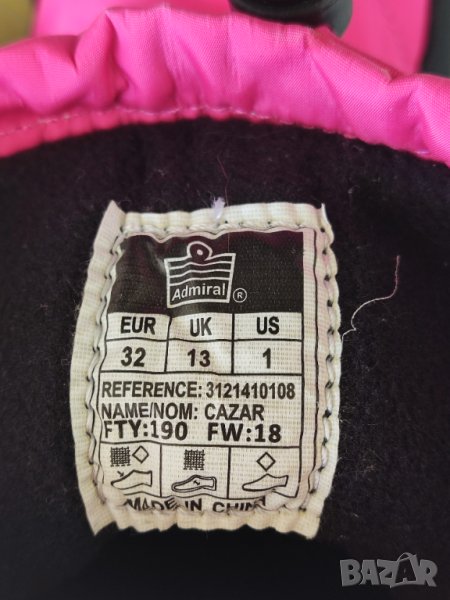 Admiral ®
EUR UK US
32 13 1
REFERENCE: 3121410108
NAME/NOM: CAZAR
FTY:190 FW:18
MADE IN CHINA
BAZAR